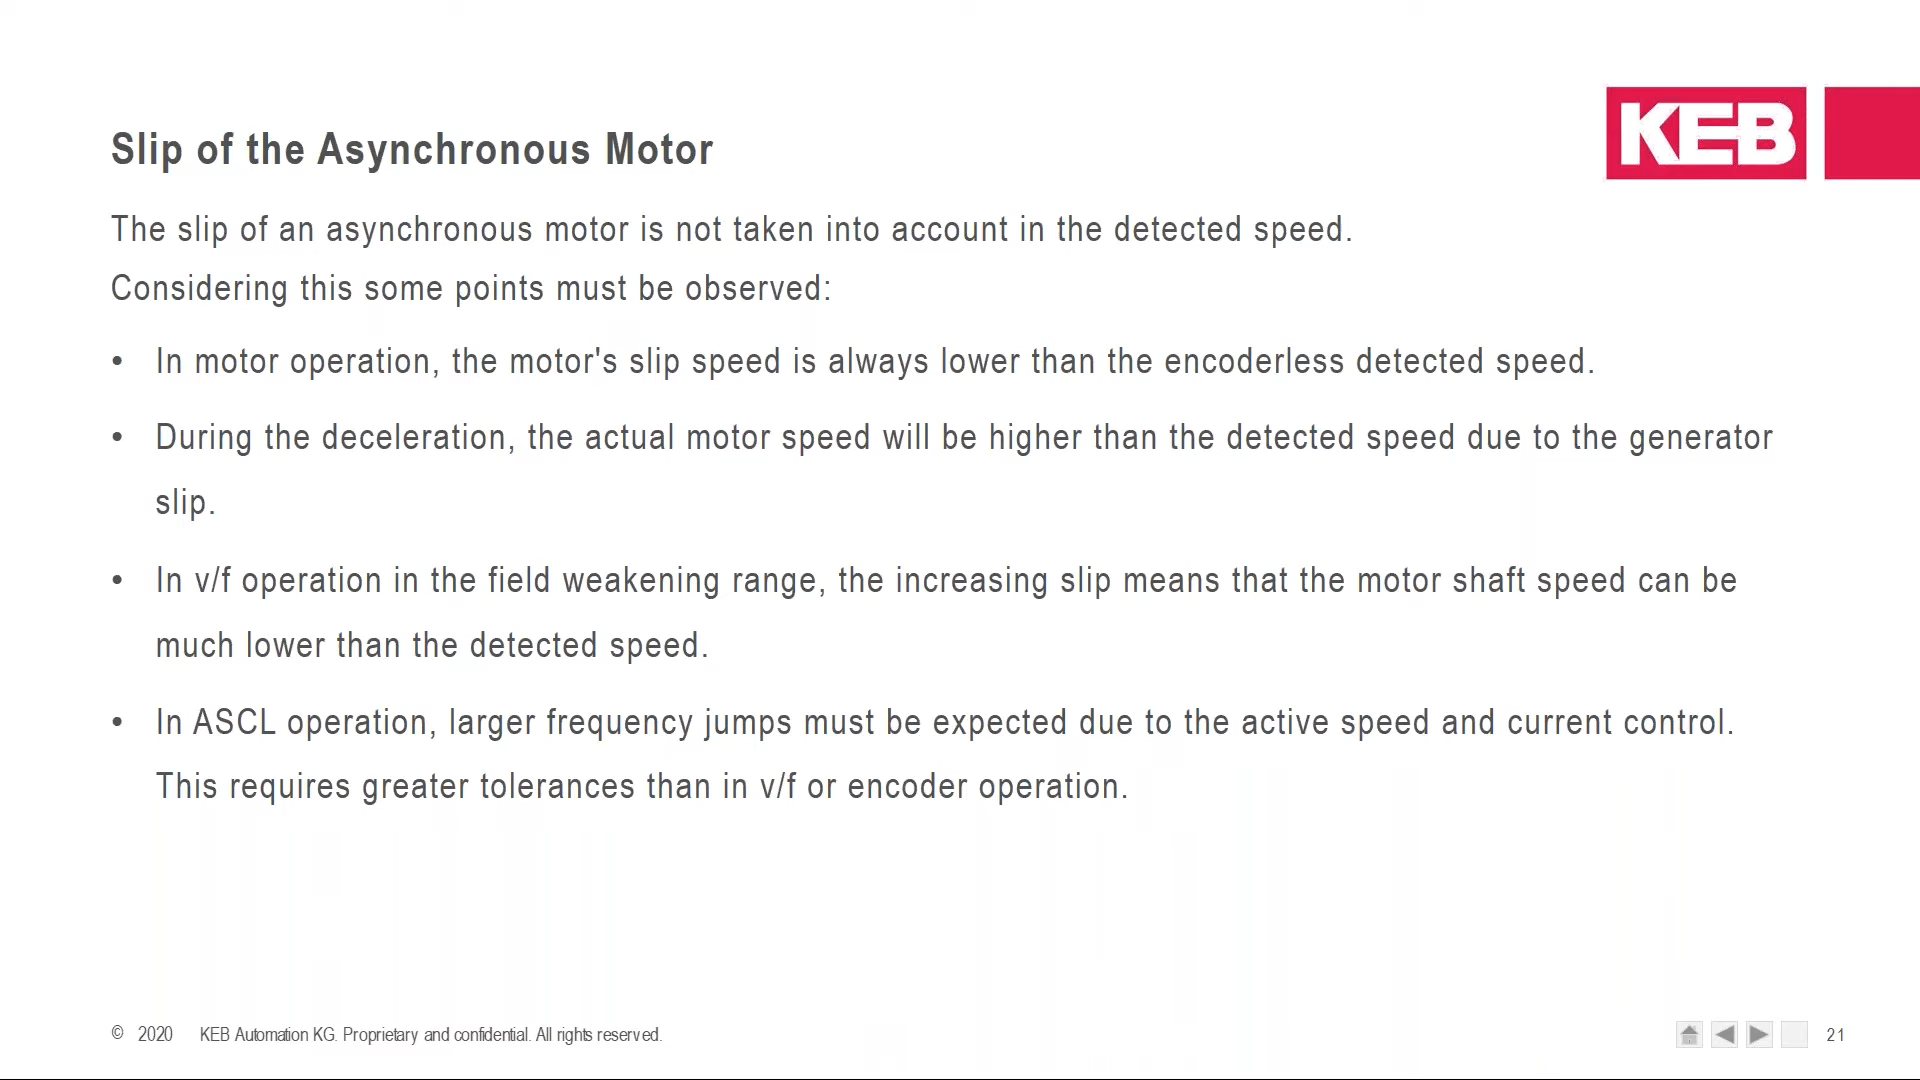 KEB
Slip of the Asynchronous Motor
The slip of an asynchronous motor is not taken into account in the detected speed.
Considering this some points must be observed:
• In motor operation, the motor's slip speed is always lower than the encoderless detected speed.
• During the deceleration, the actual motor speed will be higher than the detected speed due to the generator
slip.
• In v/f operation in the field weakening range, the increasing slip means that the motor shaft speed can be
much lower than the detected speed.
• In ASCL operation, larger frequency jumps must be expected due to the active speed and current control.
This requires greater tolerances than in v/f or encoder operation.
© 2020 KEB Automation KG. Proprietary and confidential. All rights reserved.
21